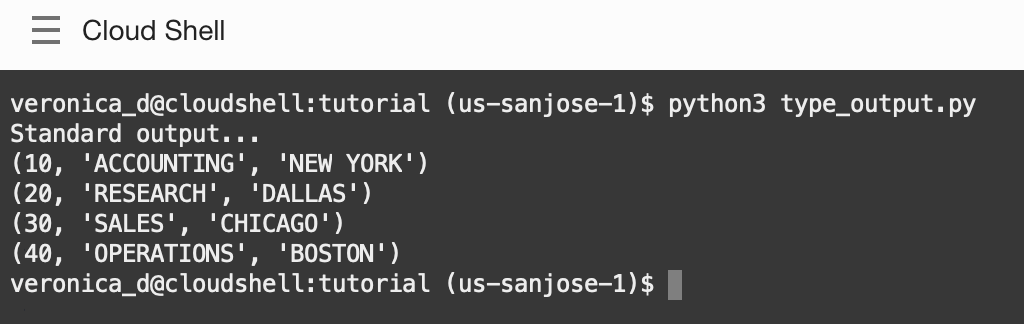 Cloud Shell
veronica_d@cloudshell:tutorial (us-sanjose-1)$ python3 type_output.py
Standard output...
(10, 'ACCOUNTING', 'NEW YORK')
(20, 'RESEARCH', 'DALLAS')
(30, 'SALES', 'CHICAGO')
(40, 'OPERATIONS', 'BOSTON')
veronica_d@cloudshell:tutorial (us-sanjose-1)$